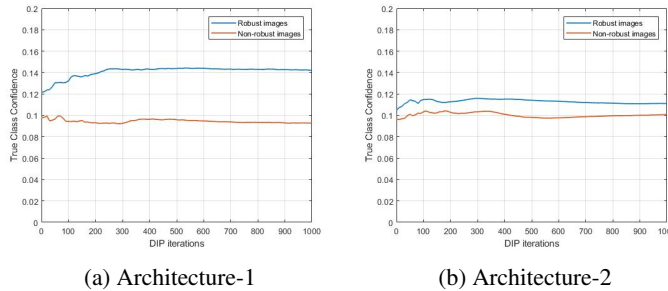 0.2
0.18
0.16
0.14
0.12
0.1
0.08
0.06
0.04
0.02
0
True Class Confidence
Robust images
Non-robust images
0 100 200 300 400 500 600 700 800 900 1000
DIP iterations
(a) Architecture-1
0.2
0.18
0.16
0.14
0.12
0.1
0.08
0.06
0.04
0.02
0
True Class Confidence
Robust images
Non-robust images
0 100 200 300 400 500 600 700 800 900 1000
DIP iterations
(b) Architecture-2